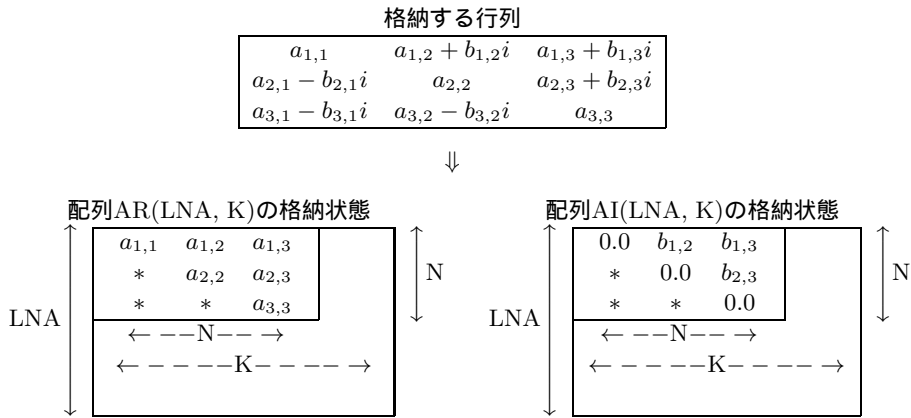 格納する行列
a_{1,1} a_{1,2} + b_{1,2}i a_{1,3} + b_{1,3}i
a_{2,1} − b_{2,1}i a_{2,2} a_{2,3} + b_{2,3}i
a_{3,1} − b_{3,1}i a_{3,2} − b_{3,2}i a_{3,3}
⇓
配列AR(LNA, K)の格納状態
a_{1,1} a_{1,2} a_{1,3}
∗ a_{2,2} a_{2,3}
∗ ∗ a_{3,3}
N
LNA
← −−N−− →
← −−−−−K−−−−− →
配列AI(LNA, K)の格納状態
0.0 b_{1,2} b_{1,3}
∗ 0.0 b_{2,3}
∗ ∗ 0.0
N
LNA
← −−N−− →
← −−−−−K−−−−− →